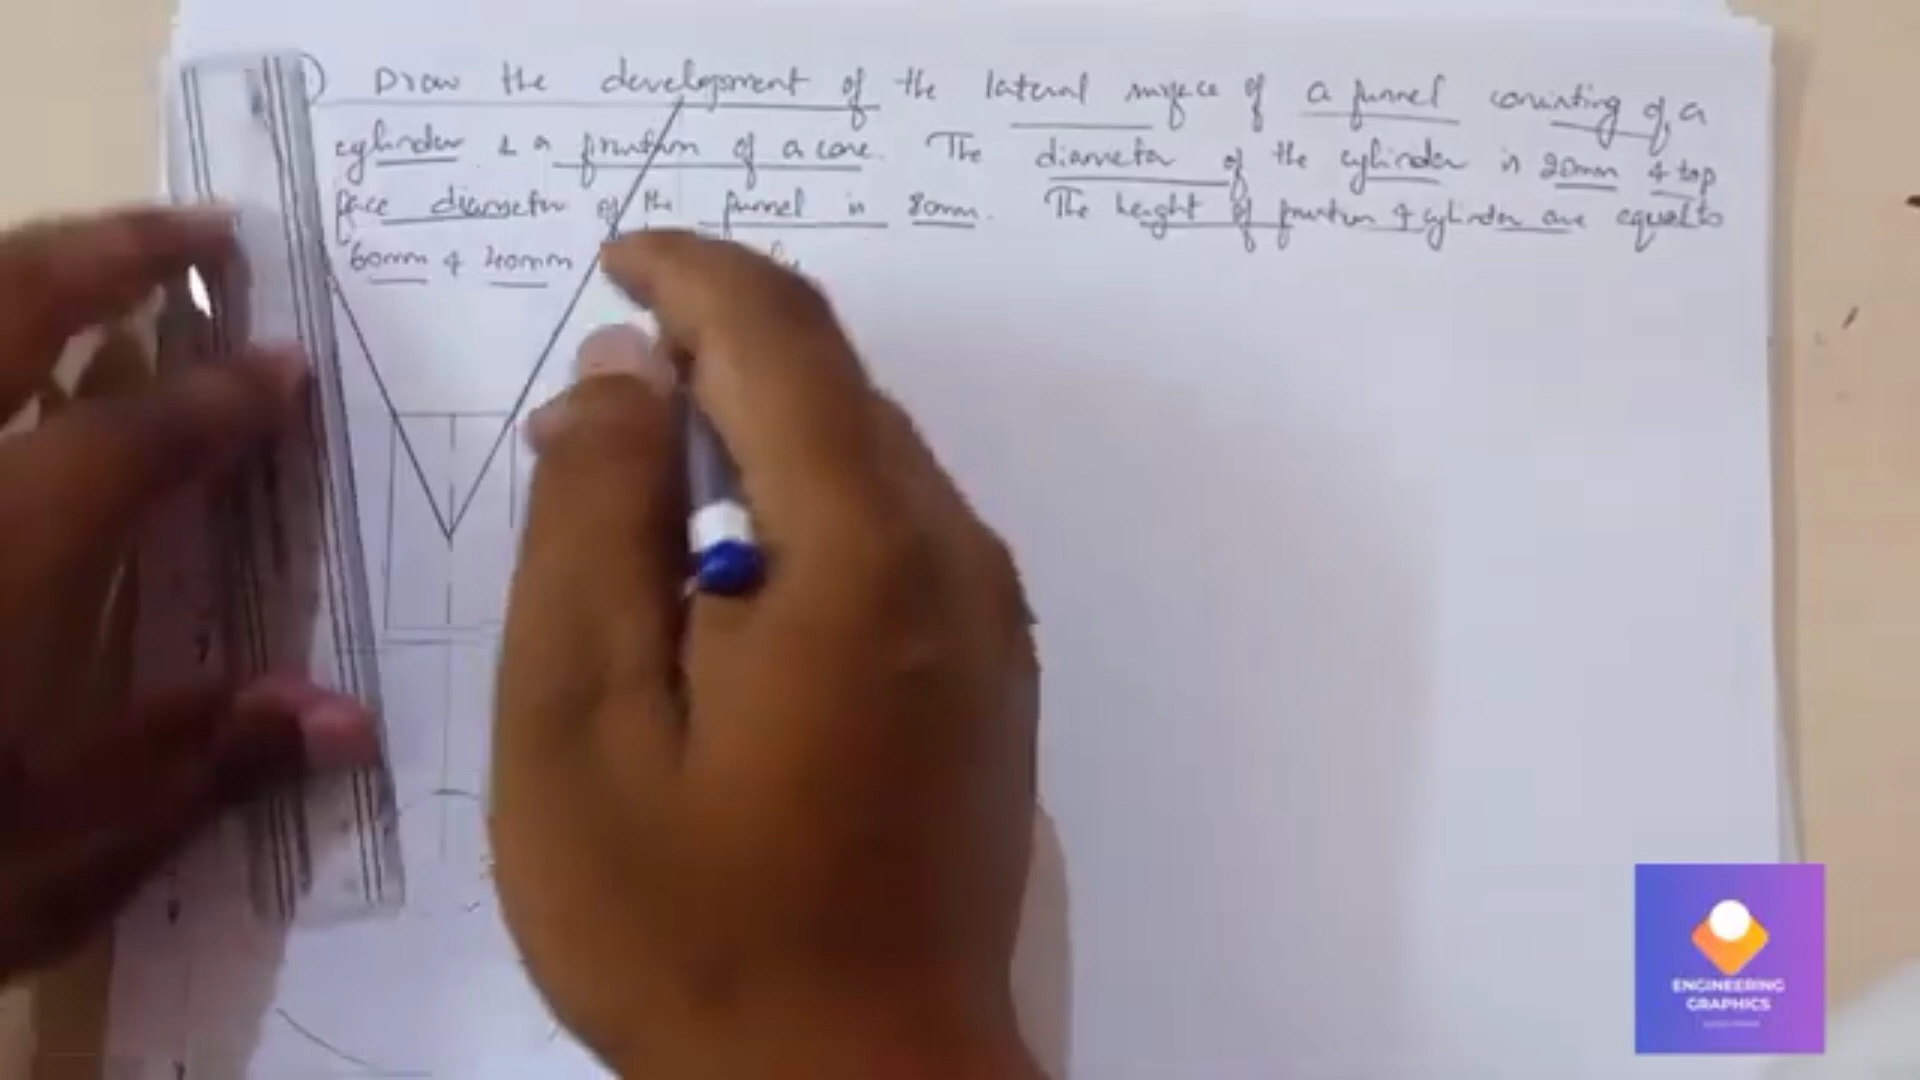 ) Draw the development of the lateral surface of a funnel consisting of a
cylinder & a frustum of a cone. The diameter of the cylinder is 20mm & top
face diameter of the funnel is 80mm. The height of frustum & cylinder are equal to
60mm & 40mm
ENGINEERING
GRAPHICS